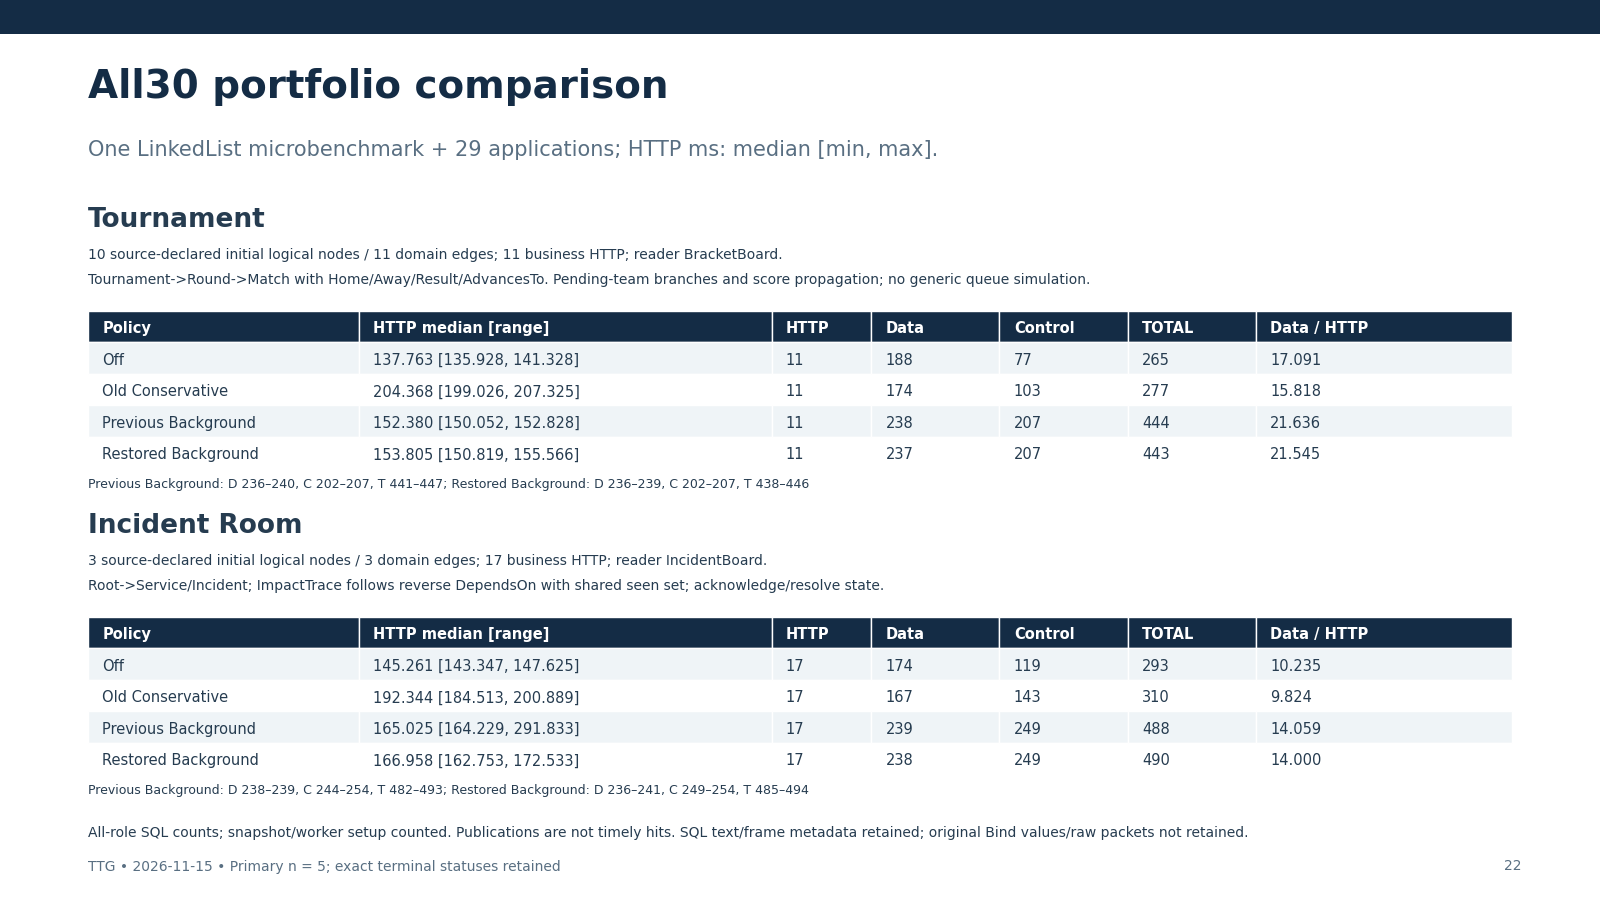 All30 portfolio comparison
One LinkedList microbenchmark + 29 applications; HTTP ms: median [min, max].
Tournament
10 source-declared initial logical nodes / 11 domain edges; 11 business HTTP; reader BracketBoard.
Tournament->Round->Match with Home/Away/Result/AdvancesTo. Pending-team branches and score propagation; no generic queue simulation.
Policy HTTP median [range] HTTP Data Control TOTAL Data / HTTP
Off 137.763 [135.928, 141.328] 11 188 77 265 17.091
Old Conservative 204.368 [199.026, 207.325] 11 174 103 277 15.818
Previous Background 152.380 [150.052, 152.828] 11 238 207 444 21.636
Restored Background 153.805 [150.819, 155.566] 11 237 207 443 21.545
Previous Background: D 236–240, C 202–207, T 441–447; Restored Background: D 236–239, C 202–207, T 438–446
Incident Room
3 source-declared initial logical nodes / 3 domain edges; 17 business HTTP; reader IncidentBoard.
Root->Service/Incident; ImpactTrace follows reverse DependsOn with shared seen set; acknowledge/resolve state.
Policy HTTP median [range] HTTP Data Control TOTAL Data / HTTP
Off 145.261 [143.347, 147.625] 17 174 119 293 10.235
Old Conservative 192.344 [184.513, 200.889] 17 167 143 310 9.824
Previous Background 165.025 [164.229, 291.833] 17 239 249 488 14.059
Restored Background 166.958 [162.753, 172.533] 17 238 249 490 14.000
Previous Background: D 238–239, C 244–254, T 482–493; Restored Background: D 236–241, C 249–254, T 485–494
All-role SQL counts; snapshot/worker setup counted. Publications are not timely hits. SQL text/frame metadata retained; original Bind values/raw packets not retained.
TTG • 2026-11-15 • Primary n = 5; exact terminal statuses retained
22